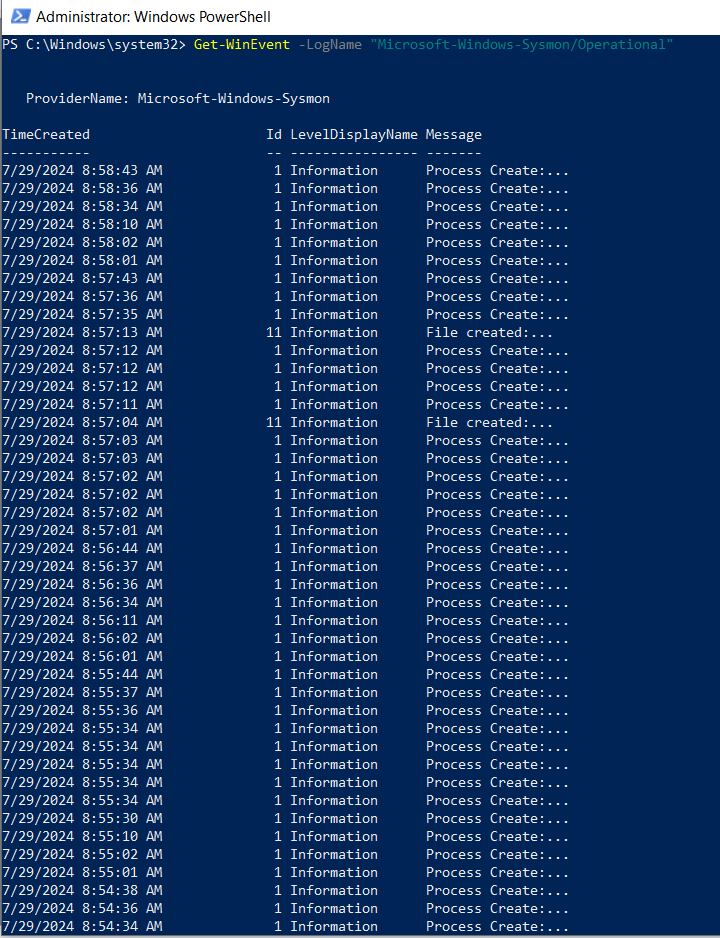 Administrator: Windows PowerShell
PS C:\Windows\system32> Get-WinEvent -LogName "Microsoft-Windows-Sysmon/Operational"
ProviderName: Microsoft-Windows-Sysmon
TimeCreated Id LevelDisplayName Message
----------- -- ---------------- -------
7/29/2024 8:58:43 AM 1 Information Process Create:...
7/29/2024 8:58:36 AM 1 Information Process Create:...
7/29/2024 8:58:34 AM 1 Information Process Create:...
7/29/2024 8:58:10 AM 1 Information Process Create:...
7/29/2024 8:58:02 AM 1 Information Process Create:...
7/29/2024 8:58:01 AM 1 Information Process Create:...
7/29/2024 8:57:43 AM 1 Information Process Create:...
7/29/2024 8:57:36 AM 1 Information Process Create:...
7/29/2024 8:57:35 AM 1 Information Process Create:...
7/29/2024 8:57:13 AM 11 Information File created:...
7/29/2024 8:57:12 AM 1 Information Process Create:...
7/29/2024 8:57:12 AM 1 Information Process Create:...
7/29/2024 8:57:12 AM 1 Information Process Create:...
7/29/2024 8:57:11 AM 1 Information Process Create:...
7/29/2024 8:57:04 AM 11 Information File created:...
7/29/2024 8:57:03 AM 1 Information Process Create:...
7/29/2024 8:57:03 AM 1 Information Process Create:...
7/29/2024 8:57:02 AM 1 Information Process Create:...
7/29/2024 8:57:02 AM 1 Information Process Create:...
7/29/2024 8:57:02 AM 1 Information Process Create:...
7/29/2024 8:57:01 AM 1 Information Process Create:...
7/29/2024 8:56:44 AM 1 Information Process Create:...
7/29/2024 8:56:37 AM 1 Information Process Create:...
7/29/2024 8:56:36 AM 1 Information Process Create:...
7/29/2024 8:56:34 AM 1 Information Process Create:...
7/29/2024 8:56:11 AM 1 Information Process Create:...
7/29/2024 8:56:02 AM 1 Information Process Create:...
7/29/2024 8:56:01 AM 1 Information Process Create:...
7/29/2024 8:55:44 AM 1 Information Process Create:...
7/29/2024 8:55:37 AM 1 Information Process Create:...
7/29/2024 8:55:36 AM 1 Information Process Create:...
7/29/2024 8:55:34 AM 1 Information Process Create:...
7/29/2024 8:55:34 AM 1 Information Process Create:...
7/29/2024 8:55:34 AM 1 Information Process Create:...
7/29/2024 8:55:34 AM 1 Information Process Create:...
7/29/2024 8:55:30 AM 1 Information Process Create:...
7/29/2024 8:55:10 AM 1 Information Process Create:...
7/29/2024 8:55:02 AM 1 Information Process Create:...
7/29/2024 8:55:01 AM 1 Information Process Create:...
7/29/2024 8:54:38 AM 1 Information Process Create:...
7/29/2024 8:54:36 AM 1 Information Process Create:...
7/29/2024 8:54:34 AM 1 Information Process Create:...